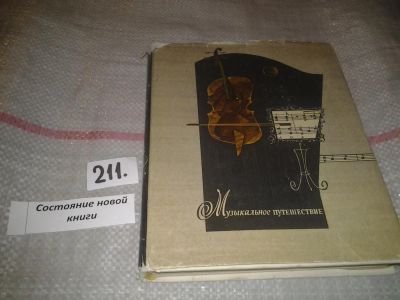 211.
Состояние новой
книги
Музыкальное путешествие